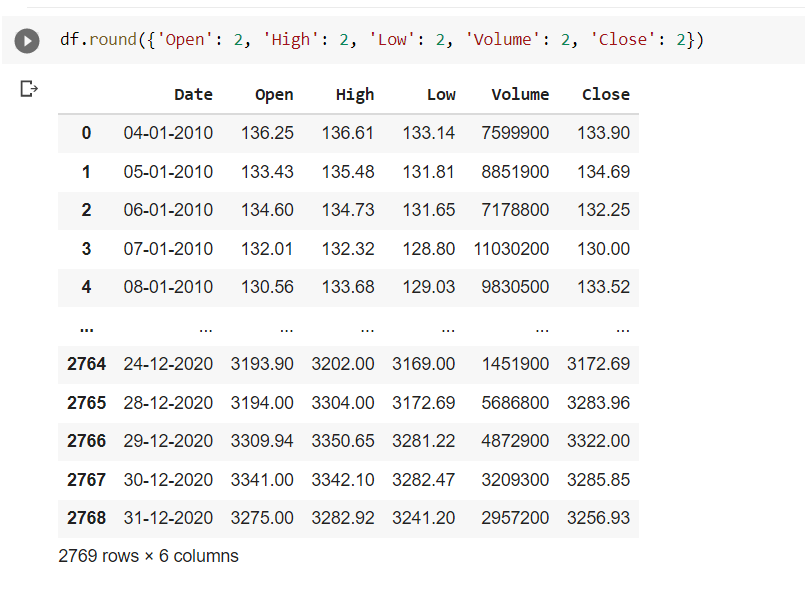 df.round({'Open': 2, 'High': 2, 'Low': 2, 'Volume': 2, 'Close': 2})
Date Open High Low Volume Close
0 04-01-2010 136.25 136.61 133.14 7599900 133.90
1 05-01-2010 133.43 135.48 131.81 8851900 134.69
2 06-01-2010 134.60 134.73 131.65 7178800 132.25
3 07-01-2010 132.01 132.32 128.80 11030200 130.00
4 08-01-2010 130.56 133.68 129.03 9830500 133.52
... ... ... ... ... ... ...
2764 24-12-2020 3193.90 3202.00 3169.00 1451900 3172.69
2765 28-12-2020 3194.00 3304.00 3172.69 5686800 3283.96
2766 29-12-2020 3309.94 3350.65 3281.22 4872900 3322.00
2767 30-12-2020 3341.00 3342.10 3282.47 3209300 3285.85
2768 31-12-2020 3275.00 3282.92 3241.20 2957200 3256.93
2769 rows × 6 columns